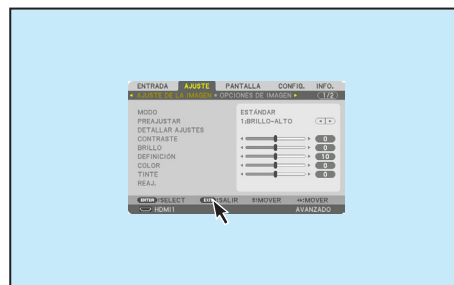 ENTRADA AJUSTE PANTALLA CONFIG. INFO.
AJUSTE DE LA IMAGEN OPCIONES DE IMAGEN (1/2)
MODO ESTÁNDAR
PREAJUSTAR 1:BRILLO-ALTO
DETALLAR AJUSTES
CONTRASTE 0
BRILLO 0
DEFINICIÓN 10
COLOR 0
TINTE 0
REAJ.
ENTER:SELECT EXIT:SALIR :MOVER :MOVER
HDMI1 AVANZADO